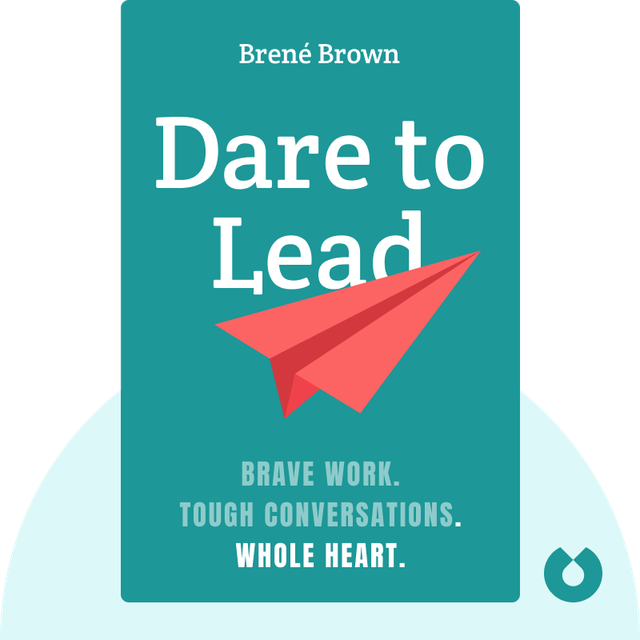 Brené Brown
Dare to
Lead
BRAVE WORK.
TOUGH CONVERSATIONS.
WHOLE HEART.